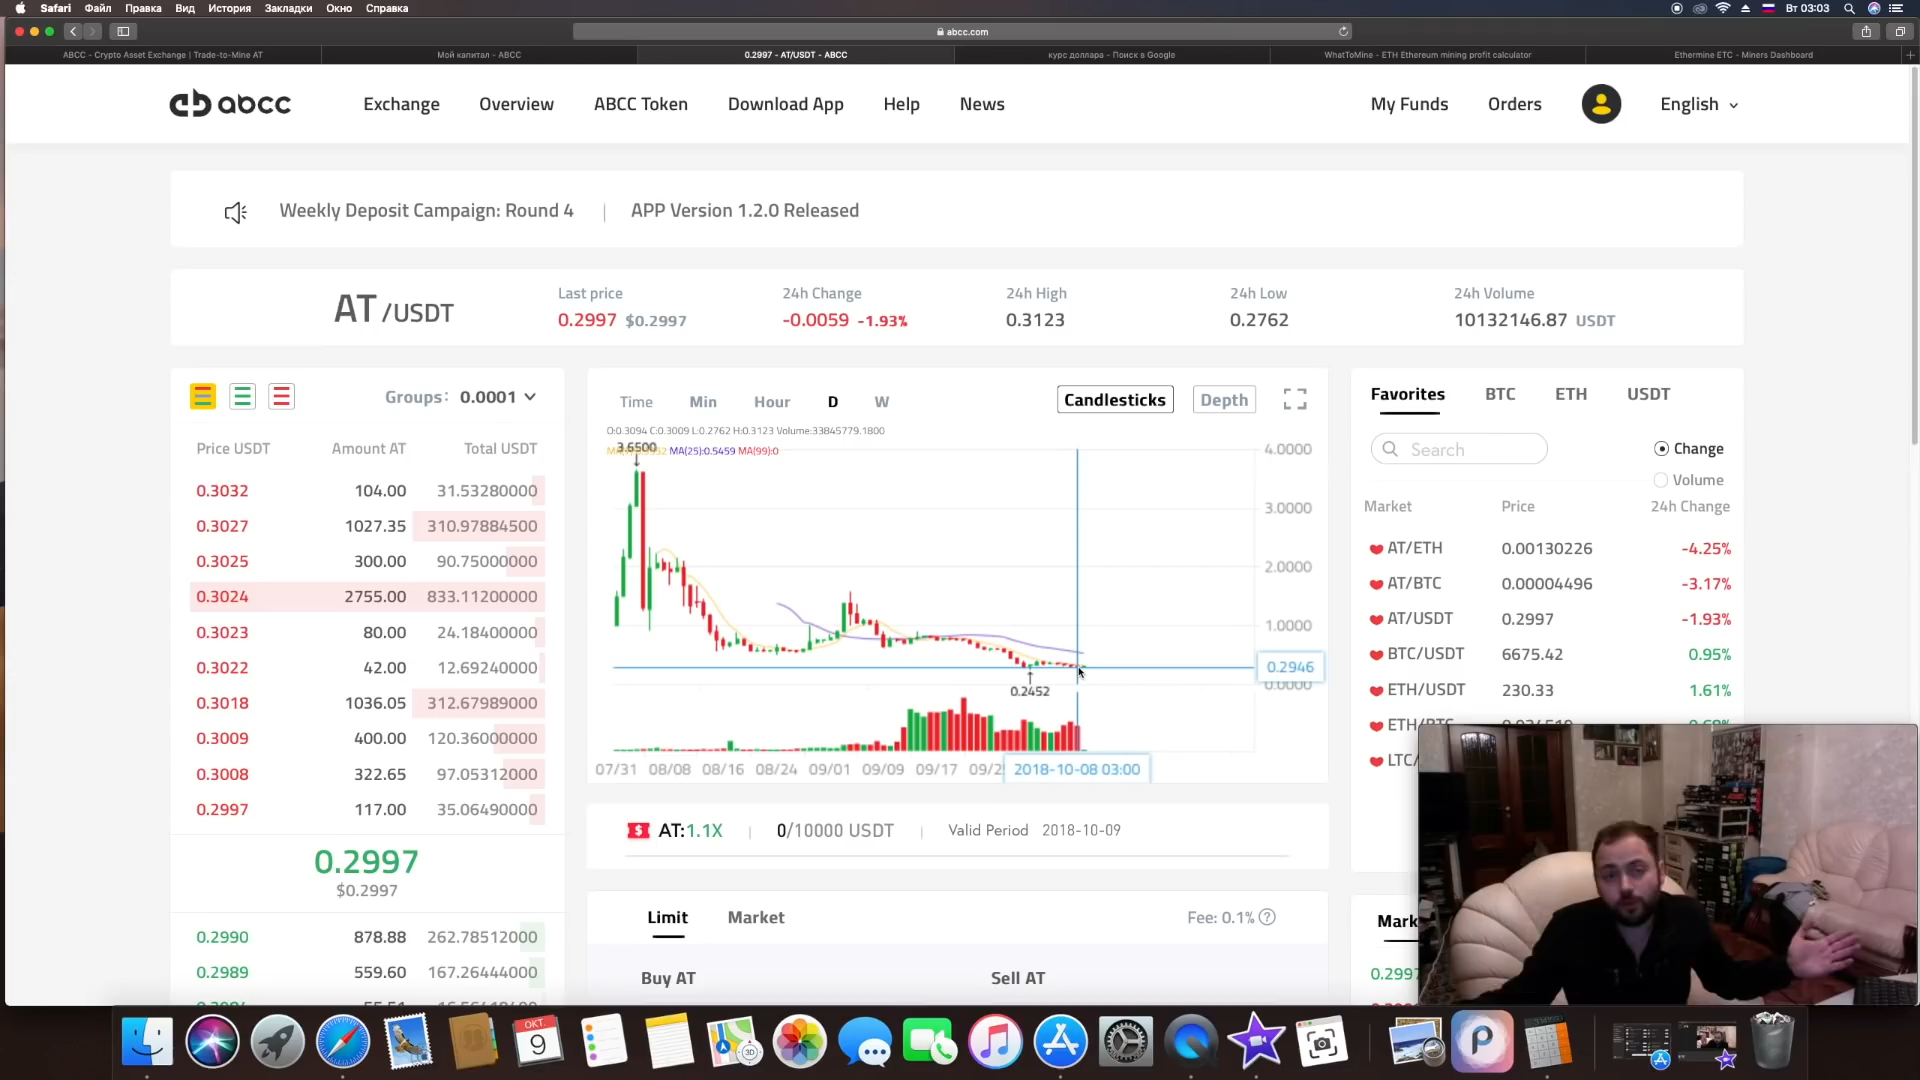 Safari Файл Правка Вид История Закладки Окно Справка
Вт 03:03
abcc.com
ABCC - Crypto Asset Exchange | Trade-to-Mine AT
Мой капитал - ABCC
0.2997 - AT/USDT - ABCC
курс доллара - Поиск в Google
WhatToMine - ETH Ethereum mining profit calculator
Ethermine ETC - Miners Dashboard
abcc Exchange Overview ABCC Token Download App Help News My Funds Orders English
Weekly Deposit Campaign: Round 4 | APP Version 1.2.0 Released
AT /USDT
Last price 24h Change 24h High 24h Low 24h Volume
0.2997 $0.2997 -0.0059 -1.93% 0.3123 0.2762 10132146.87 USDT
Groups: 0.0001
Price USDT Amount AT Total USDT
0.3032 104.00 31.53280000
0.3027 1027.35 310.97884500
0.3025 300.00 90.75000000
0.3024 2755.00 833.11200000
0.3023 80.00 24.18400000
0.3022 42.00 12.69240000
0.3018 1036.05 312.67989000
0.3009 400.00 120.36000000
0.3008 322.65 97.05312000
0.2997 117.00 35.06490000
0.2997
$0.2997
0.2990 878.88 262.78512000
0.2989 559.60 167.26444000
Time Min Hour D W Candlesticks Depth
O:0.3094 C:0.3009 L:0.2762 H:0.3123 Volume:33845779.1800
MA(25):0.5459 MA(99):0
3.6500
4.0000
3.0000
2.0000
1.0000
0.2946
0.0000
0.2452
07/31 08/08 08/16 08/24 09/01 09/09 09/17 2018-10-08 03:00
AT:1.1X | 0/10000 USDT | Valid Period 2018-10-09
Limit Market Fee: 0.1%
Buy AT Sell AT
Favorites BTC ETH USDT
Search
Change
Volume
Market Price 24h Change
AT/ETH 0.00130226 -4.25%
AT/BTC 0.00004496 -3.17%
AT/USDT 0.2997 -1.93%
BTC/USDT 6675.42 0.95%
ETH/USDT 230.33 1.61%
ETH/BTC
LTC/
Mark
0.2997
ОКТ.
9
3D